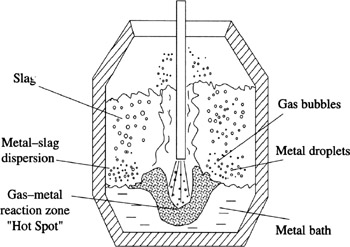 Slag
Metal–slag
dispersion
Gas–metal
reaction zone
"Hot Spot"
Gas bubbles
Metal droplets
Metal bath